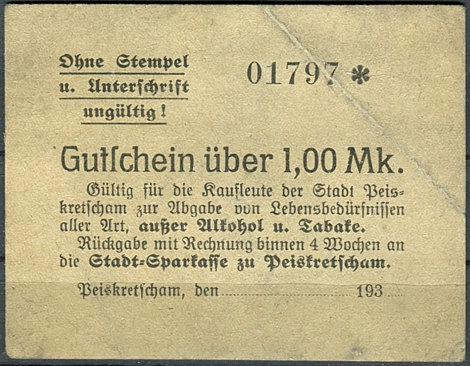 Ohne Stempel
u. Unterschrift
ungültig!
01797 *
Gutschein über 1,00 Mk.
Gültig für die Kaufleute der Stadt Peis-
kretscham zur Abgabe von Lebensbedürfnissen
aller Art, außer Alkohol u. Tabake.
Rückgabe mit Rechnung binnen 4 Wochen an
die Stadt-Sparkasse zu Peiskretscham.
Peiskretscham, den ........................ 193....